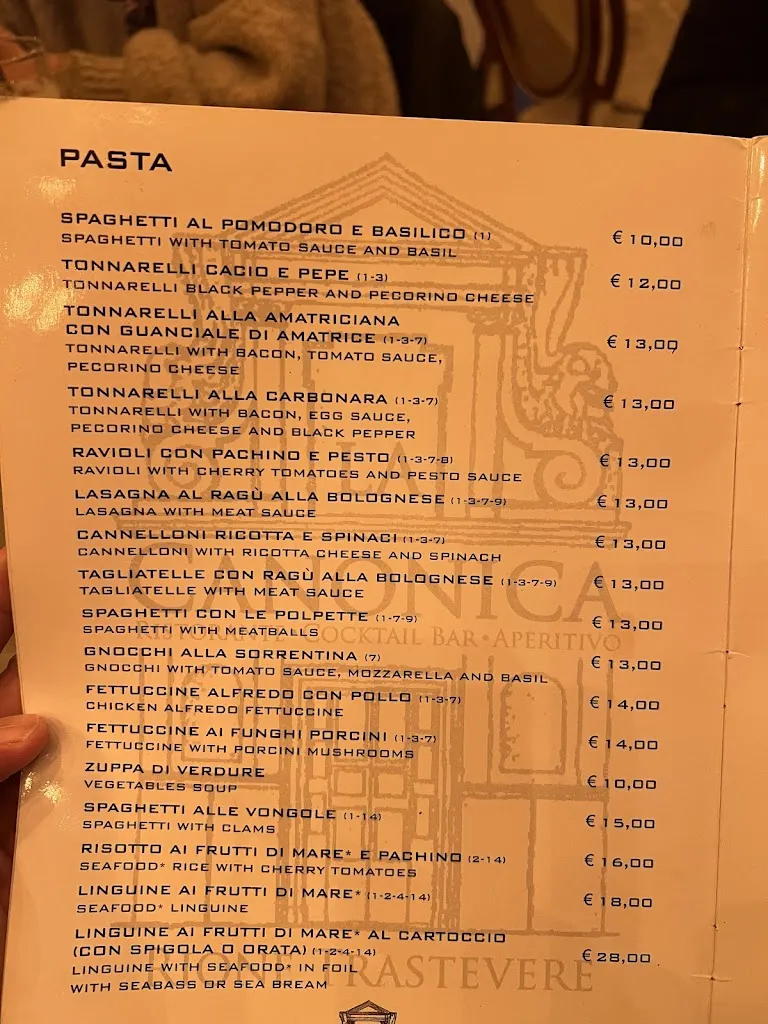 PASTA
SPAGHETTI AL POMODORO E BASILICO (1) € 10,00
SPAGHETTI WITH TOMATO SAUCE AND BASIL
TONNARELLI CACIO E PEPE (1-3) € 12,00
TONNARELLI BLACK PEPPER AND PECORINO CHEESE
TONNARELLI ALLA AMATRICIANA
CON GUANCIALE DI AMATRICE (1-3-7) € 13,00
TONNARELLI WITH BACON, TOMATO SAUCE,
PECORINO CHEESE
TONNARELLI ALLA CARBONARA (1-3-7) € 13,00
TONNARELLI WITH BACON, EGG SAUCE,
PECORINO CHEESE AND BLACK PEPPER
RAVIOLI CON PACHINO E PESTO (1-3-7-8) € 13,00
RAVIOLI WITH CHERRY TOMATOES AND PESTO SAUCE
LASAGNA AL RAGÙ ALLA BOLOGNESE (1-3-7-9) € 13,00
LASAGNA WITH MEAT SAUCE
CANNELLONI RICOTTA E SPINACI (1-3-7) € 13,00
CANNELLONI WITH RICOTTA CHEESE AND SPINACH
TAGLIATELLE CON RAGÙ ALLA BOLOGNESE (1-3-7-9) € 13,00
TAGLIATELLE WITH MEAT SAUCE
SPAGHETTI CON LE POLPETTE (1-7-9) € 13,00
SPAGHETTI WITH MEATBALLS
GNOCCHI ALLA SORRENTINA (7) € 13,00
GNOCCHI WITH TOMATO SAUCE, MOZZARELLA AND BASIL
FETTUCCINE ALFREDO CON POLLO (1-3-7) € 14,00
CHICKEN ALFREDO FETTUCCINE
FETTUCCINE AI FUNGHI PORCINI (1-3-7) € 14,00
FETTUCCINE WITH PORCINI MUSHROOMS
ZUPPA DI VERDURE € 10,00
VEGETABLES SOUP
SPAGHETTI ALLE VONGOLE (1-14) € 15,00
SPAGHETTI WITH CLAMS
RISOTTO AI FRUTTI DI MARE* E PACHINO (2-14) € 16,00
SEAFOOD* RICE WITH CHERRY TOMATOES
LINGUINE AI FRUTTI DI MARE* (1-2-4-14) € 18,00
SEAFOOD* LINGUINE
LINGUINE AI FRUTTI DI MARE* AL CARTOCCIO
(CON SPIGOLA O ORATA) (1-2-4-14) € 28,00
LINGUINE WITH SEAFOOD* IN FOIL
WITH SEABASS OR SEA BREAM
LA
CANONICA
RISTORANTE • COCKTAIL BAR • APERITIVO
TRASTEVERE